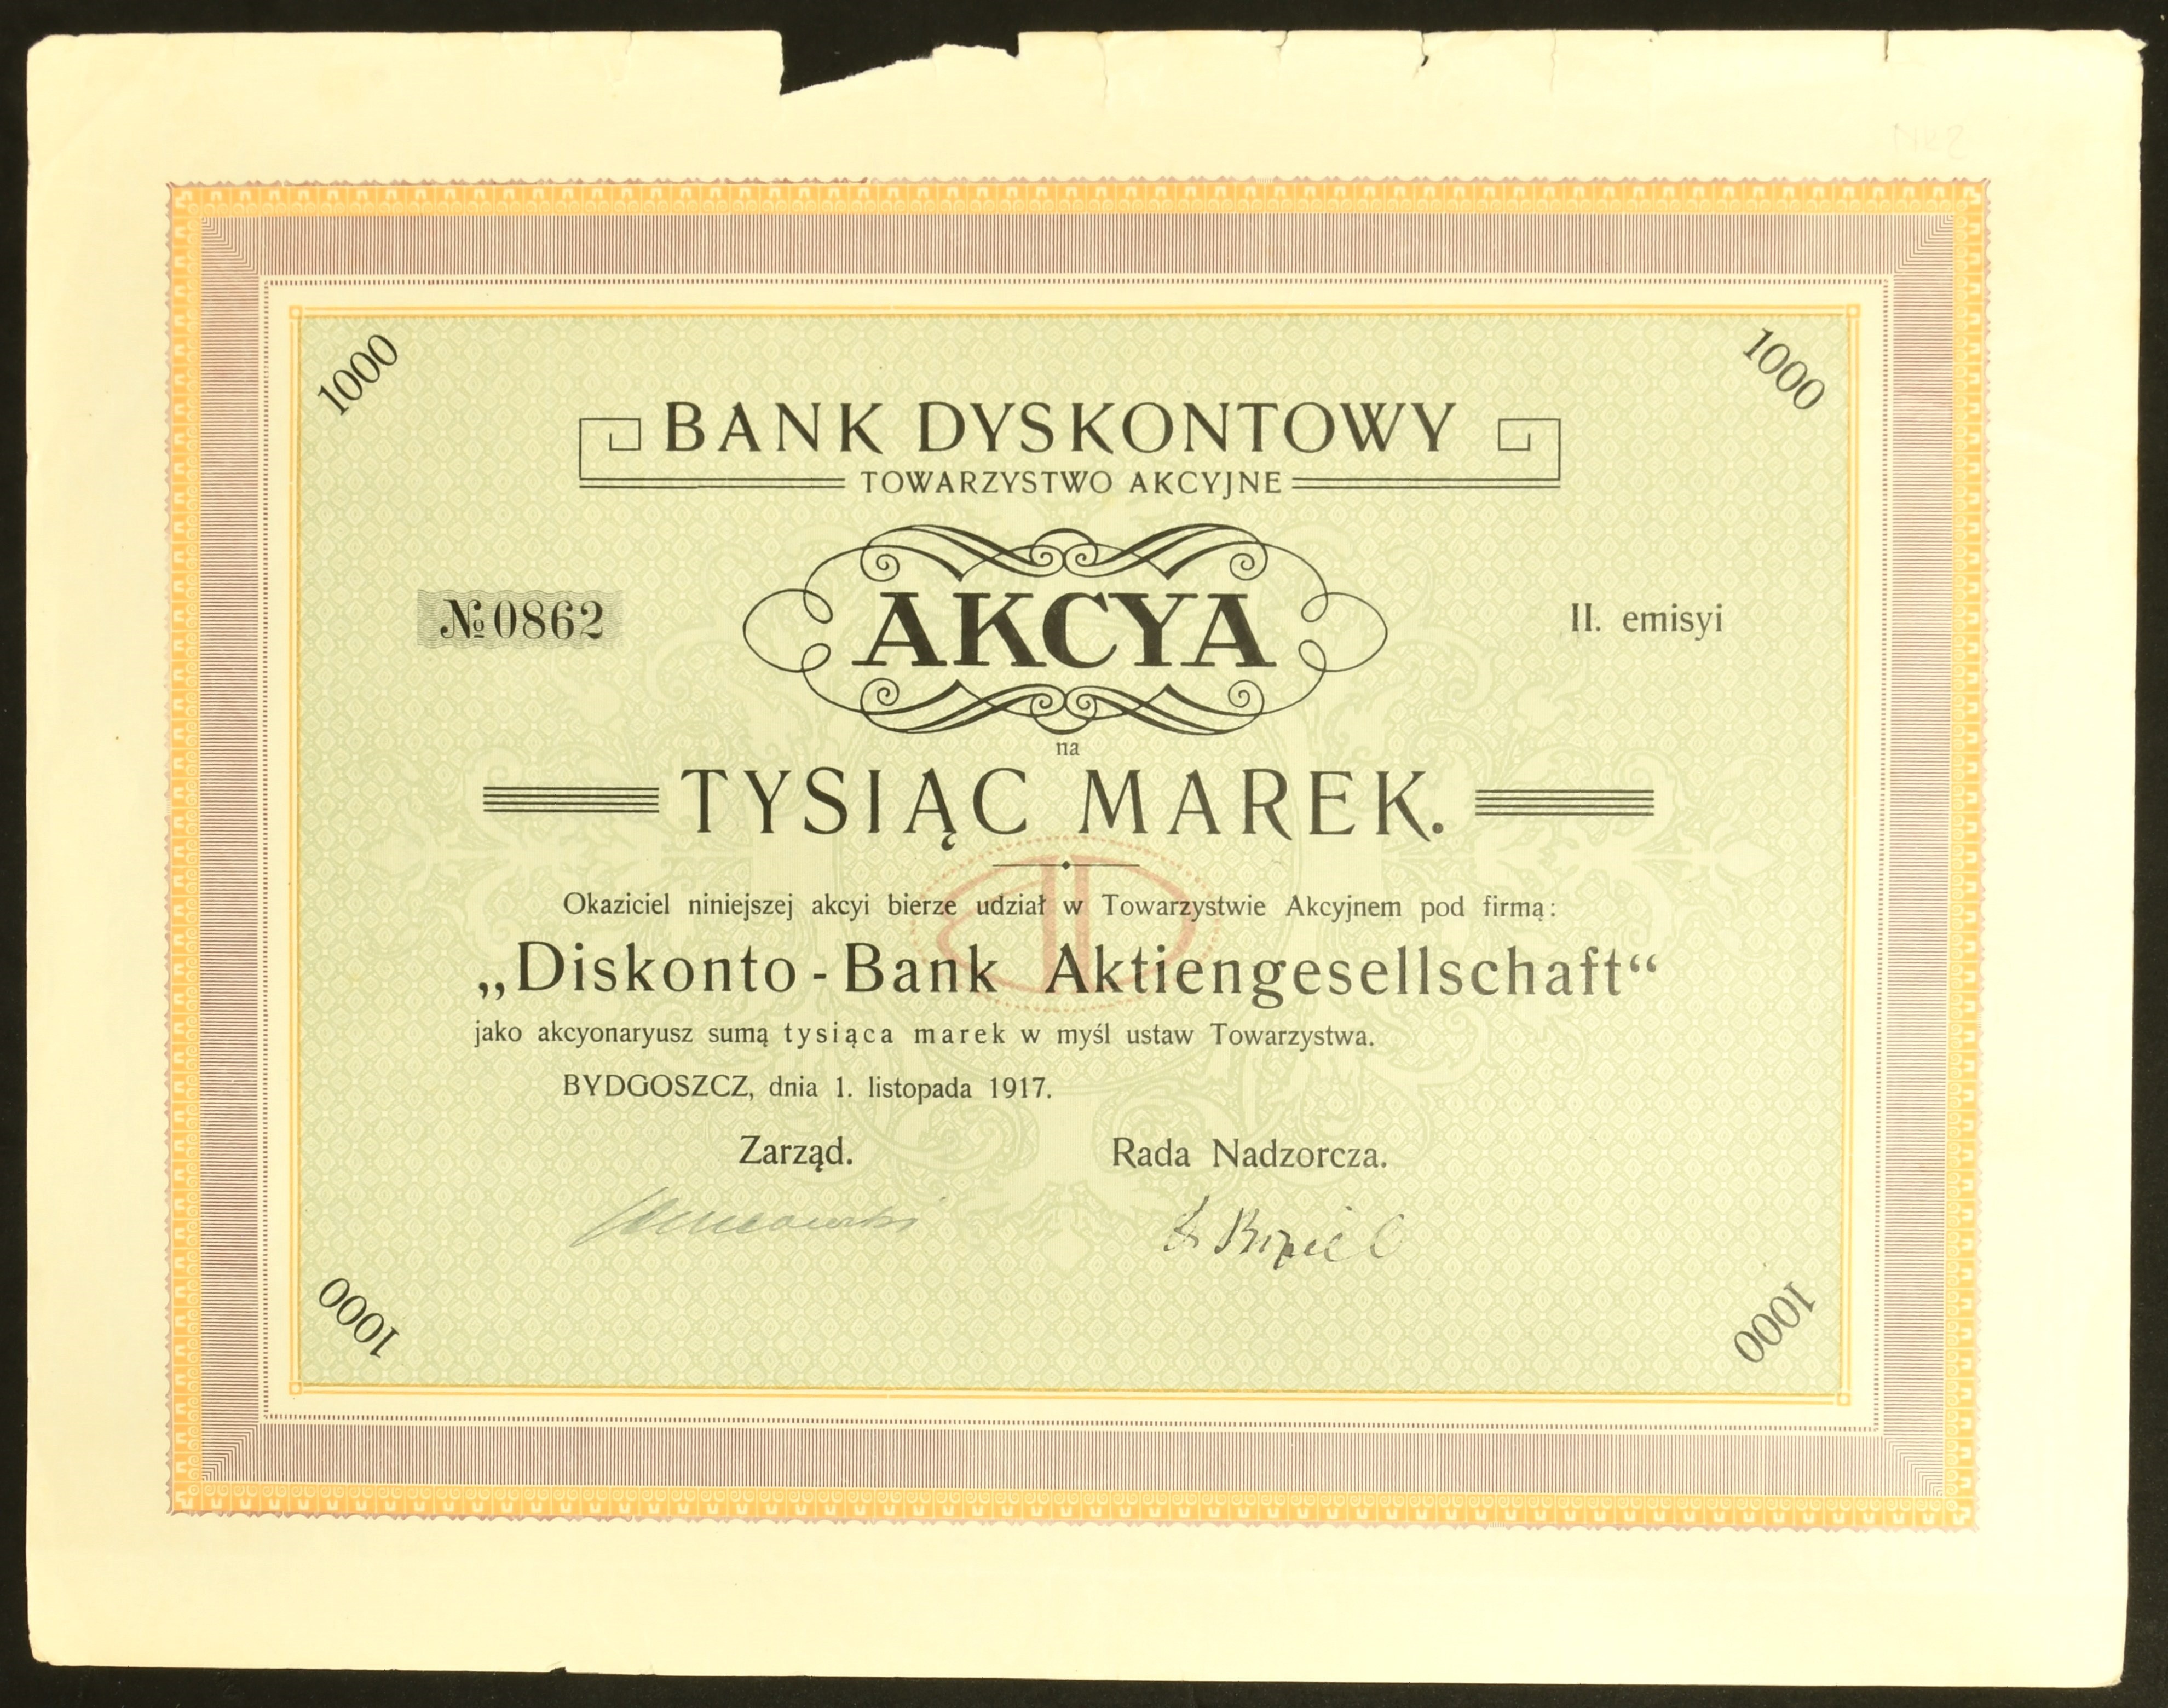 1000
1000
BANK DYSKONTOWY
TOWARZYSTWO AKCYJNE
№ 0862
AKCYA
II. emisyi
na
TYSIĄC MAREK.
Okaziciel niniejszej akcyi bierze udział w Towarzystwie Akcyjnem pod firmą:
„Diskonto-Bank Aktiengesellschaft“
jako akcyonaryusz sumą tysiąca marek w myśl ustaw Towarzystwa.
BYDGOSZCZ, dnia 1. listopada 1917.
Zarząd.
Rada Nadzorcza.
1000
1000